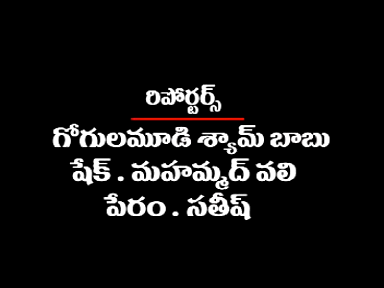 రిపోర్టర్స్
గోగులమూడి శ్యామ్ బాబు
షేక్ . మహమ్మద్ వలి
పేరం . సతీష్